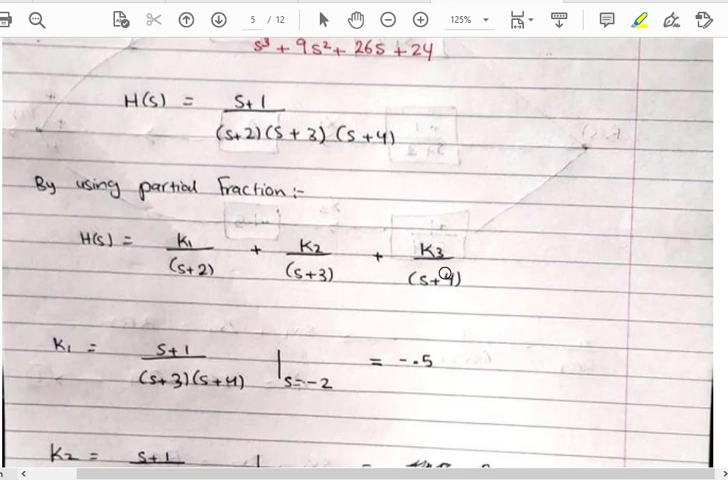 5 / 12
125%
s³ + 9s² + 26s + 24
H(s) = s+1 / (s+2)(s+3)(s+4)
By using partial Fraction:-
H(s) = K₁ / (s+2) + K₂ / (s+3) + K₃ / (s+4)
K₁ = s+1 / (s+3)(s+4) | s=-2 = -.5
K₂ = s+1 | =